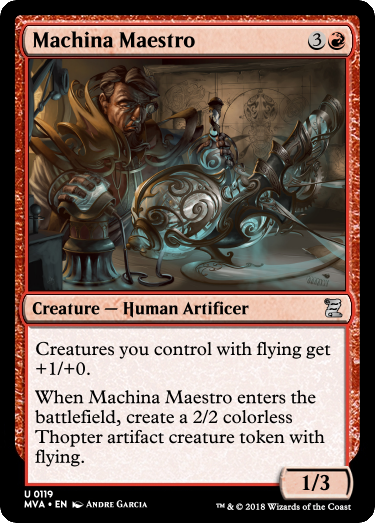 Machina Maestro 3
Creature — Human Artificer
Creatures you control with flying get
+1/+0.
When Machina Maestro enters the
battlefield, create a 2/2 colorless
Thopter artifact creature token with
flying.
1/3
U 0119
MVA • EN Andre Garcia
™ & © 2018 Wizards of the Coast